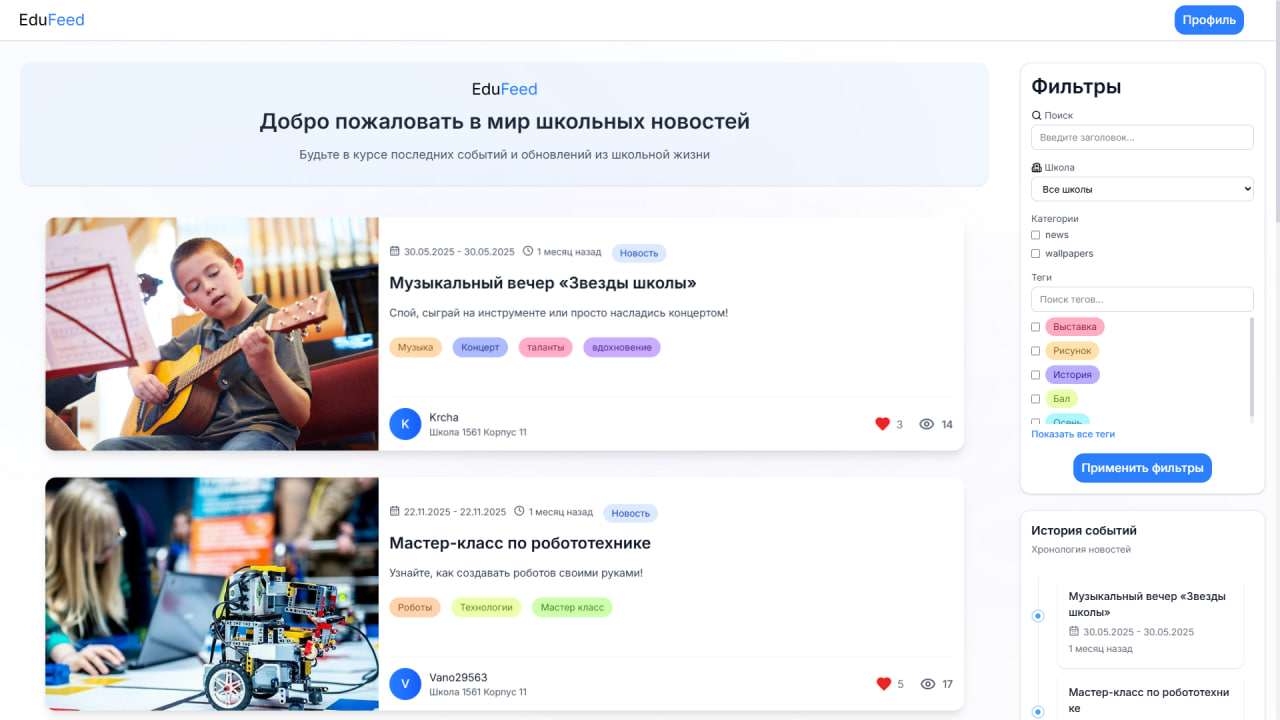 EduFeed
Профиль
EduFeed
Добро пожаловать в мир школьных новостей
Будьте в курсе последних событий и обновлений из школьной жизни
30.05.2025 - 30.05.2025 1 месяц назад Новость
Музыкальный вечер «Звезды школы»
Спой, сыграй на инструменте или просто насладись концертом!
Музыка Концерт таланты вдохновение
K
Krcha
Школа 1561 Корпус 11
3 14
22.11.2025 - 22.11.2025 1 месяц назад Новость
Мастер-класс по робототехнике
Узнайте, как создавать роботов своими руками!
Роботы Технологии Мастер класс
V
Vano29563
Школа 1561 Корпус 11
5 17
Фильтры
Поиск
Введите заголовок...
Школа
Все школы
Категории
news
wallpapers
Теги
Поиск тегов...
Выставка
Рисунок
История
Бал
Осень
Показать все теги
Применить фильтры
История событий
Хронология новостей
Музыкальный вечер «Звезды
школы»
30.05.2025 - 30.05.2025
1 месяц назад
Мастер-класс по робототехни
ке